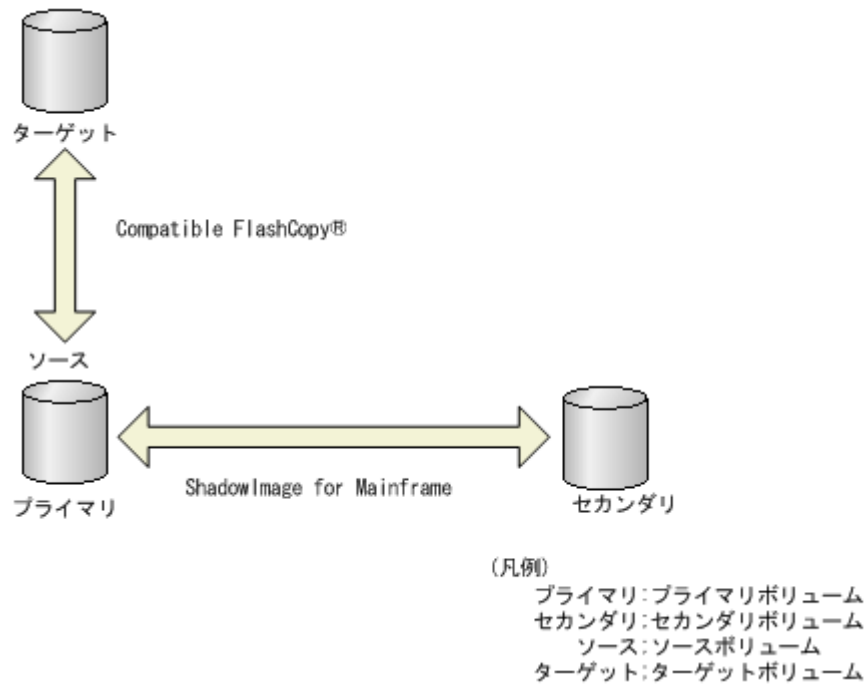 ターゲット
Compatible FlashCopy®
ソース
プライマリ
ShadowImage for Mainframe
セカンダリ
(凡例)
プライマリ:プライマリボリューム
セカンダリ:セカンダリボリューム
ソース:ソースボリューム
ターゲット:ターゲットボリューム